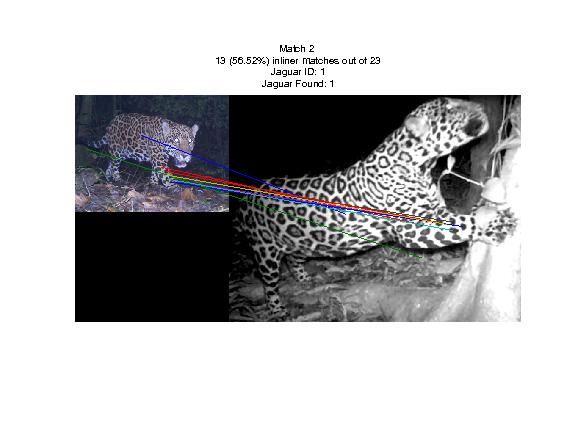 Match 2
13 (56.52%) inliner matches out of 23
Jaguar ID: 1
Jaguar Found: 1